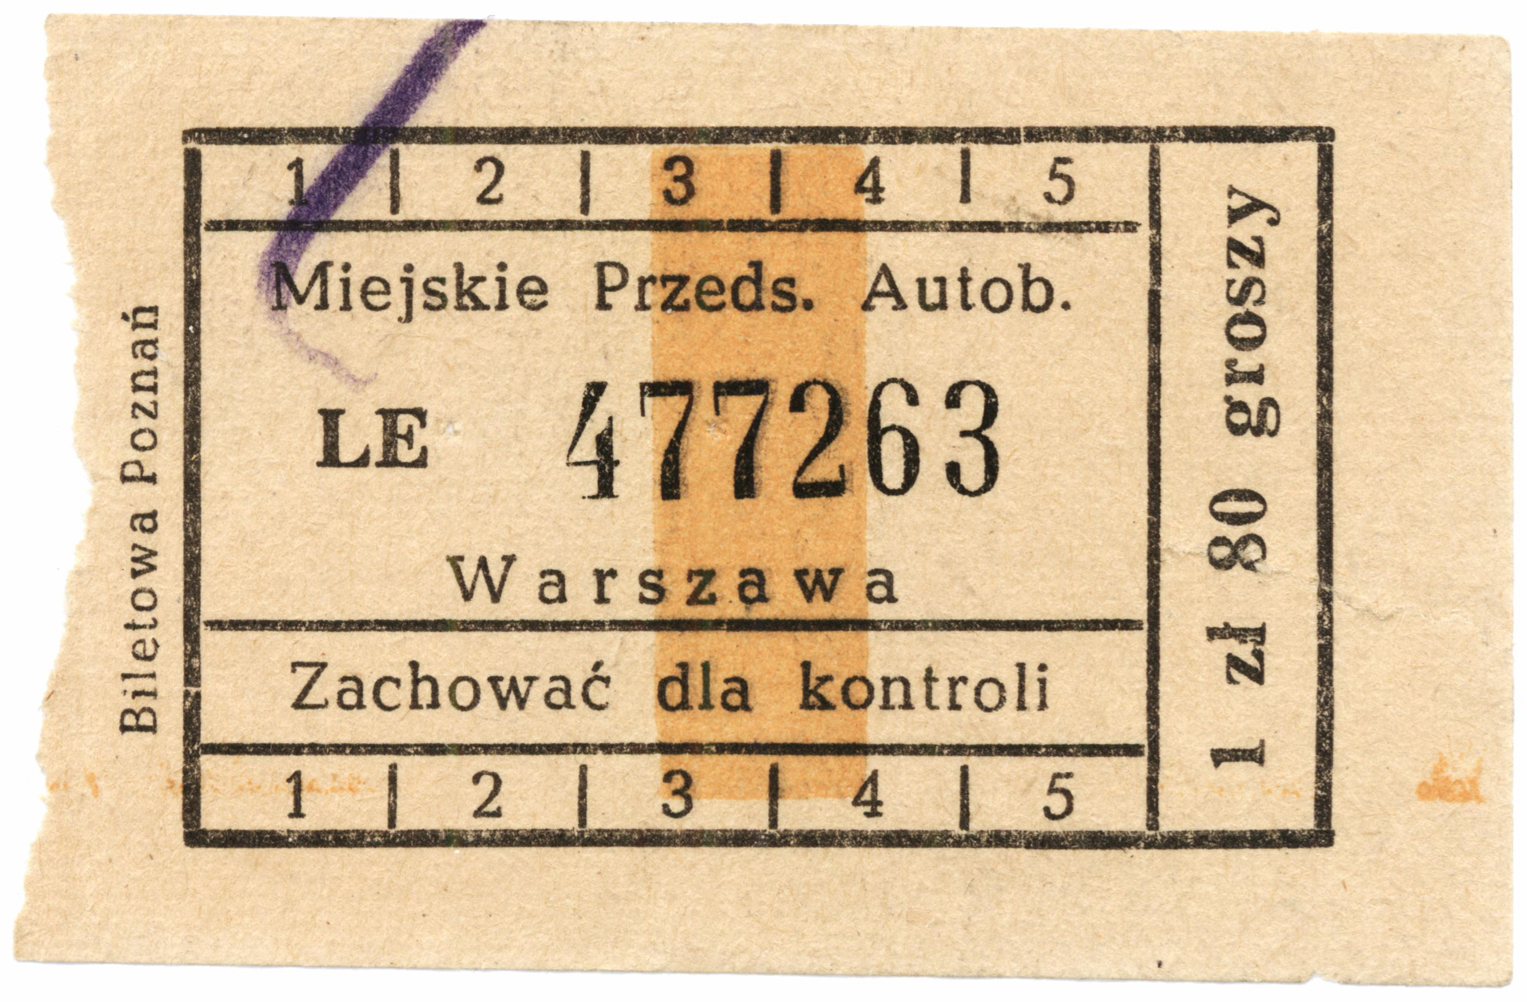 1 | 2 | 3 | 4 | 5
Miejskie Przeds. Autob.
LE 477263
Warszawa
Zachować dla kontroli
1 | 2 | 3 | 4 | 5
1 zł 80 groszy
Biletowa Poznań